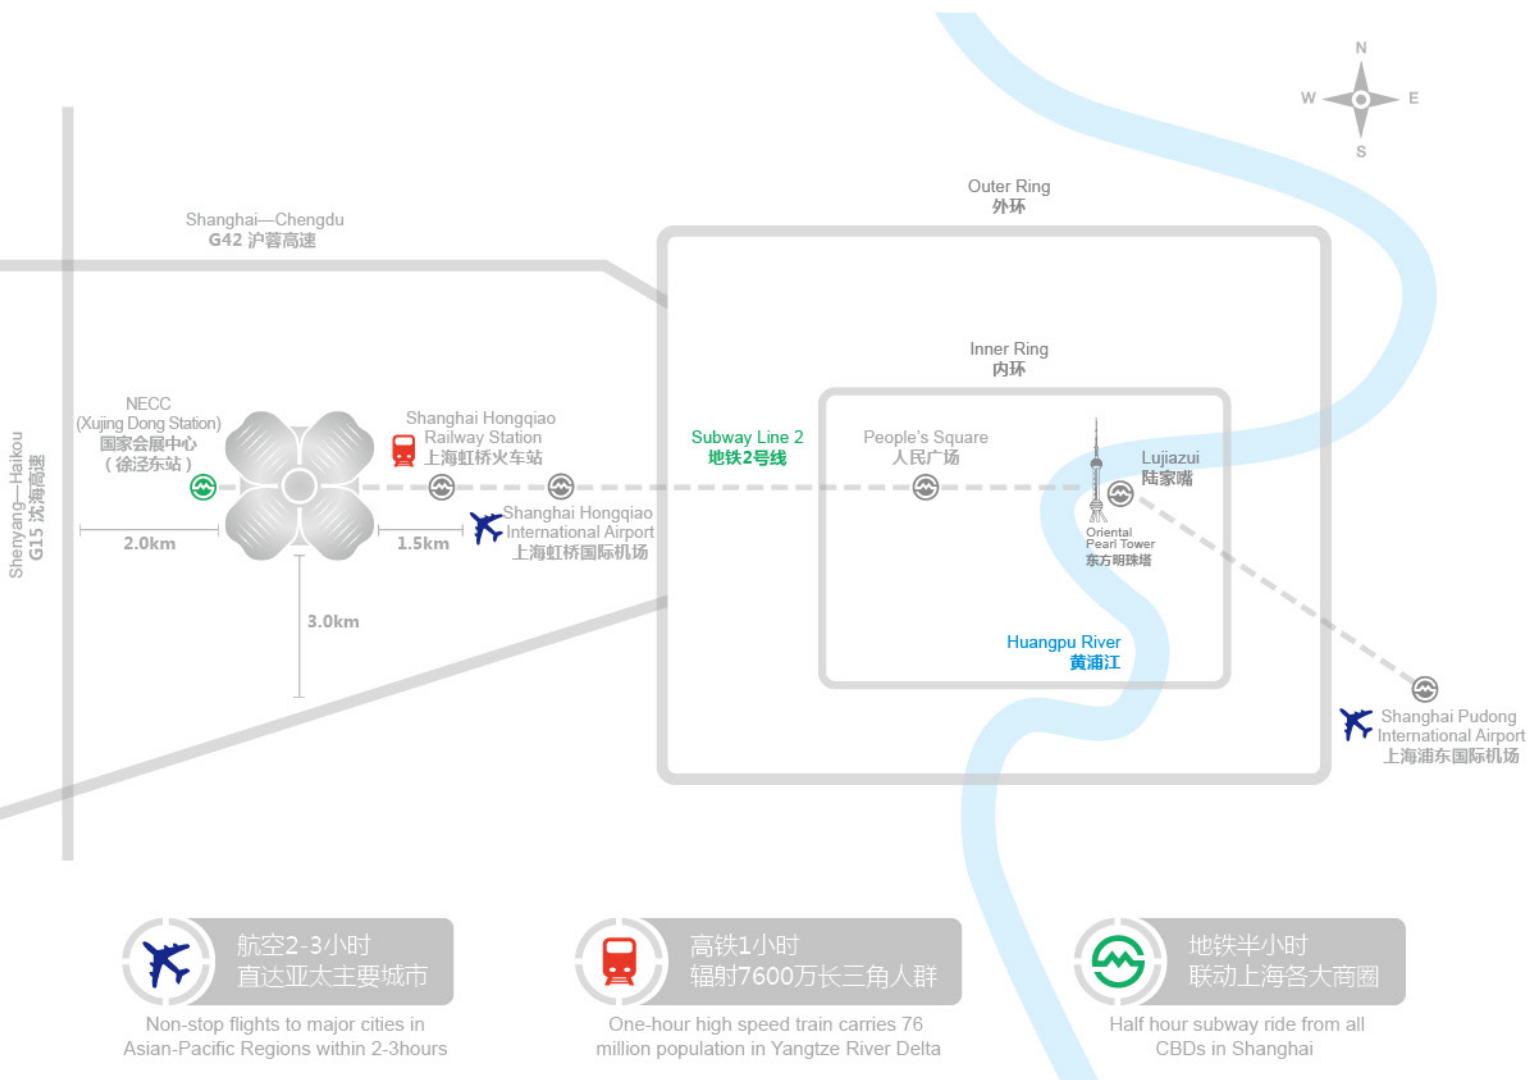 N
W
E
S
Outer Ring
外环
Shanghai—Chengdu
G42 沪蓉高速
Inner Ring
内环
NECC
(Xujing Dong Station)
国家会展中心
（徐泾东站）
Shanghai Hongqiao
Railway Station
上海虹桥火车站
Subway Line 2
地铁2号线
People's Square
人民广场
Lujiazui
陆家嘴
Shenyang—Haikou
G15 沈海高速
2.0km
1.5km
Shanghai Hongqiao
International Airport
上海虹桥国际机场
Oriental
Pearl Tower
东方明珠塔
3.0km
Huangpu River
黄浦江
Shanghai Pudong
International Airport
上海浦东国际机场
航空2-3小时
直达亚太主要城市
Non-stop flights to major cities in
Asian-Pacific Regions within 2-3hours
高铁1小时
辐射7600万长三角人群
One-hour high speed train carries 76
million population in Yangtze River Delta
地铁半小时
联动上海各大商圈
Half hour subway ride from all
CBDs in Shanghai